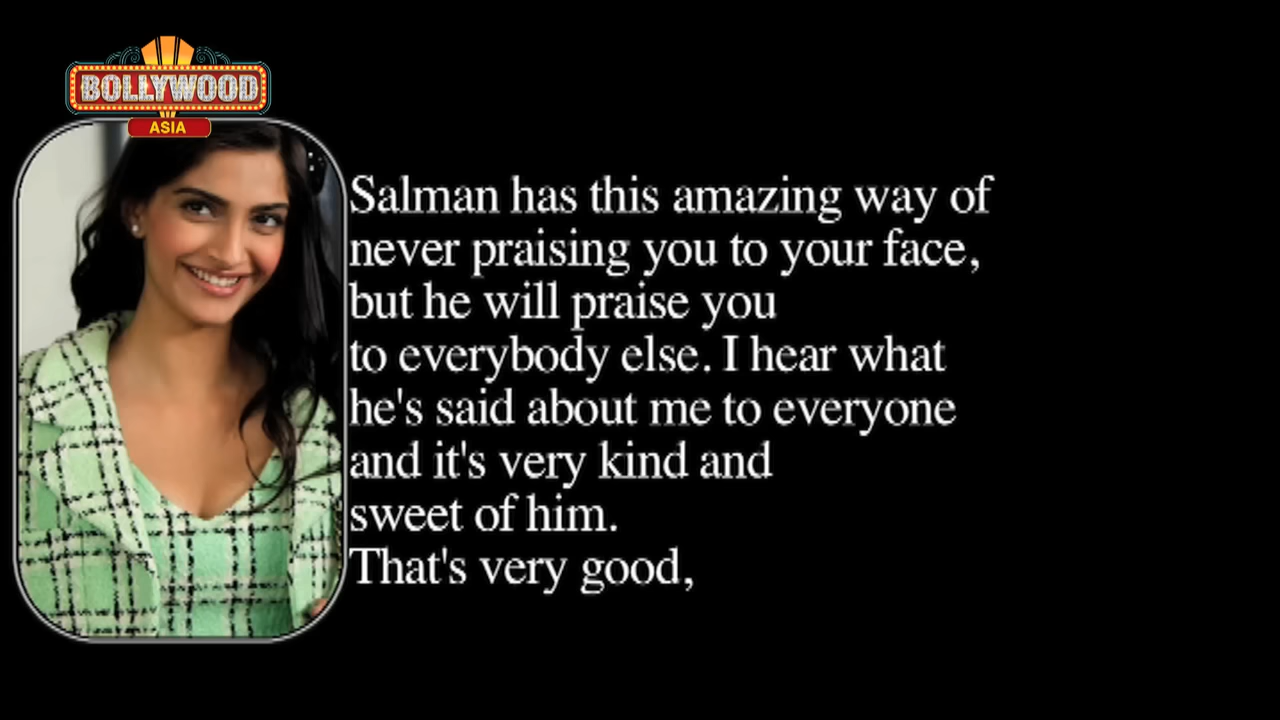 BOLLYWOOD
ASIA
Salman has this amazing way of
never praising you to your face,
but he will praise you
to everybody else. I hear what
he's said about me to everyone
and it's very kind and
sweet of him.
That's very good,